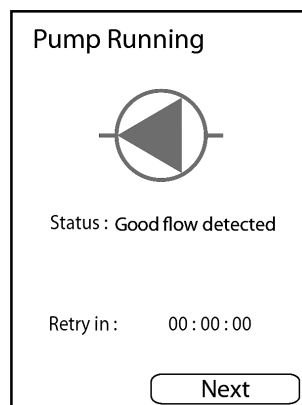 Pump Running
Status : Good flow detected
Retry in : 00 : 00 : 00
Next